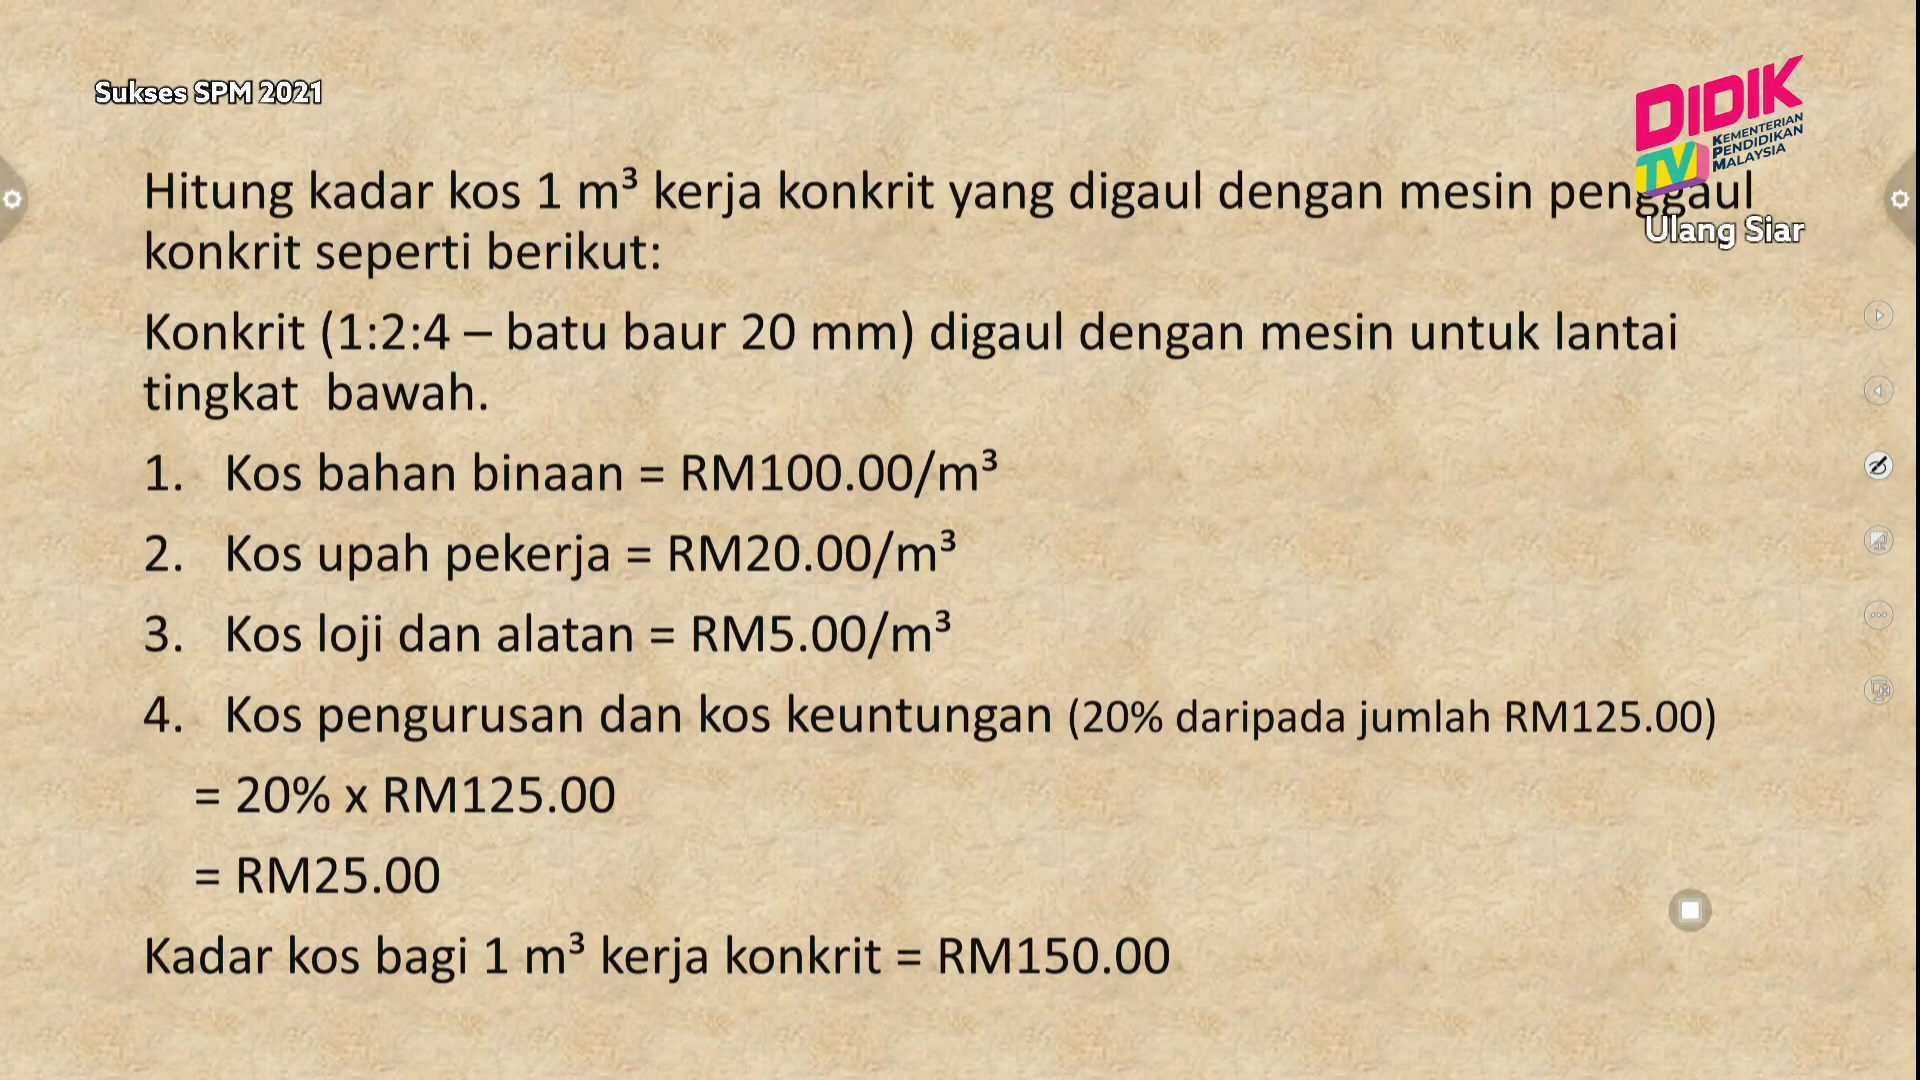 Sukses SPM 2021
DIDIK
TV
KEMENTERIAN
PENDIDIKAN
MALAYSIA
Ulang Siar
Hitung kadar kos 1 m³ kerja konkrit yang digaul dengan mesin penggaul
konkrit seperti berikut:
Konkrit (1:2:4 – batu baur 20 mm) digaul dengan mesin untuk lantai
tingkat bawah.
1. Kos bahan binaan = RM100.00/m³
2. Kos upah pekerja = RM20.00/m³
3. Kos loji dan alatan = RM5.00/m³
4. Kos pengurusan dan kos keuntungan (20% daripada jumlah RM125.00)
= 20% x RM125.00
= RM25.00
Kadar kos bagi 1 m³ kerja konkrit = RM150.00